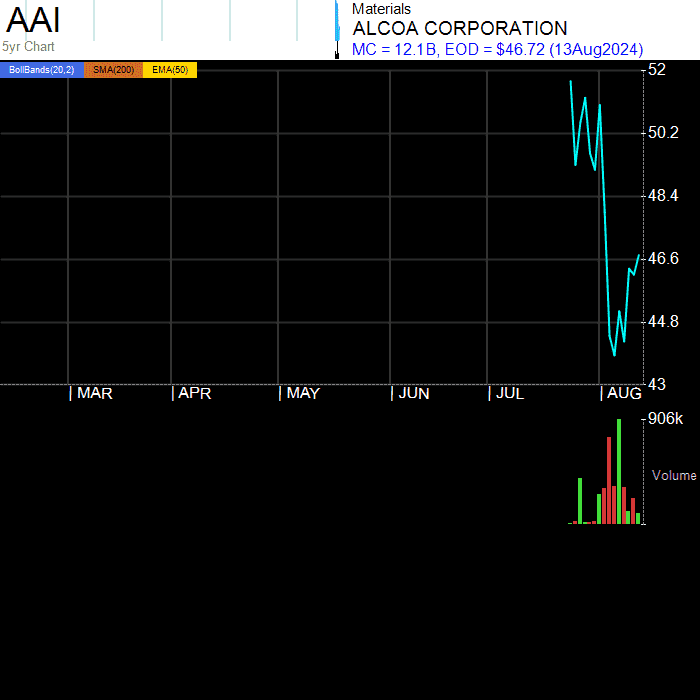 AAI
5yr Chart
Materials
ALCOA CORPORATION
MC = 12.1B, EOD = $46.72 (13Aug2024)
BollBands(20,2) SMA(200) EMA(50)
52
50.2
48.4
46.6
44.8
43
| MAR | APR | MAY | JUN | JUL | AUG
906k
Volume